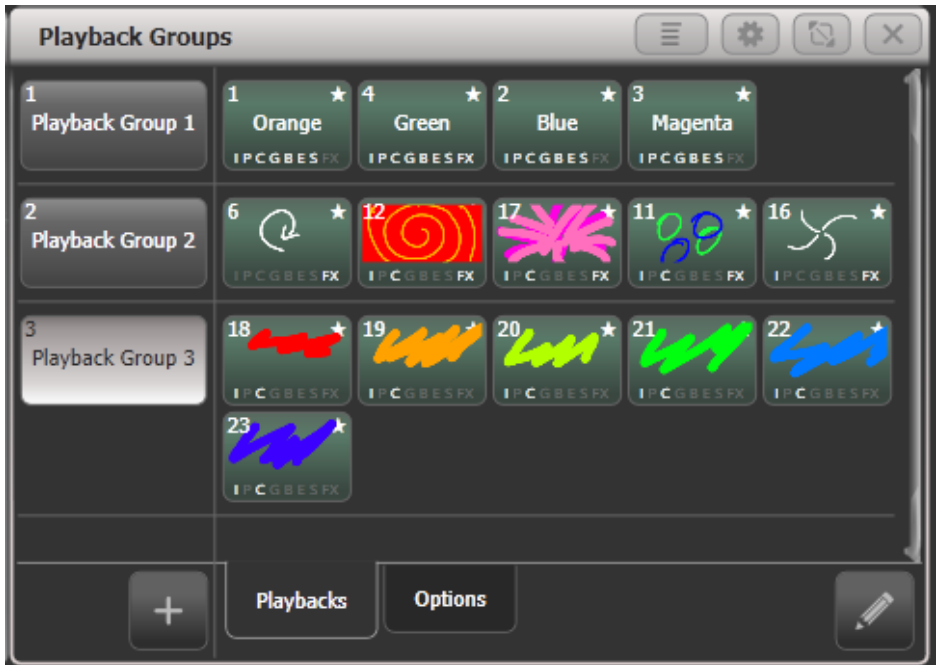 Playback Groups
1
Playback Group 1
1
Orange
IPCGBESFX
4
Green
IPCGBESFX
2
Blue
IPCGBESFX
3
Magenta
IPCGBESFX
2
Playback Group 2
6
IPCGBESFX
12
IPCGBESFX
17
IPCGBESFX
11
IPCGBESFX
16
IPCGBESFX
3
Playback Group 3
18
IPCGBESFX
19
IPCGBESFX
20
IPCGBESFX
21
IPCGBESFX
22
IPCGBESFX
23
IPCGBESFX
Playbacks
Options